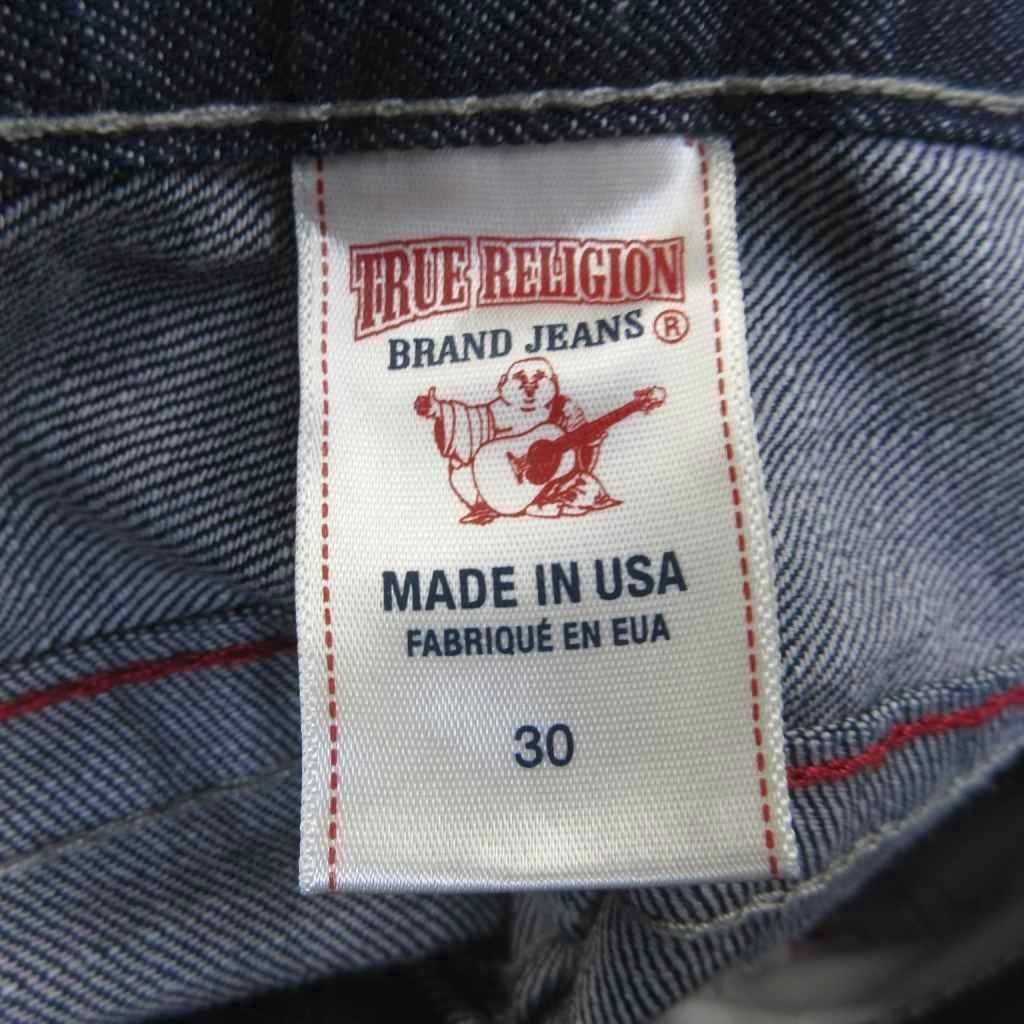 TRUE RELIGION
BRAND JEANS ®
MADE IN USA
FABRIQUÉ EN EUA
30